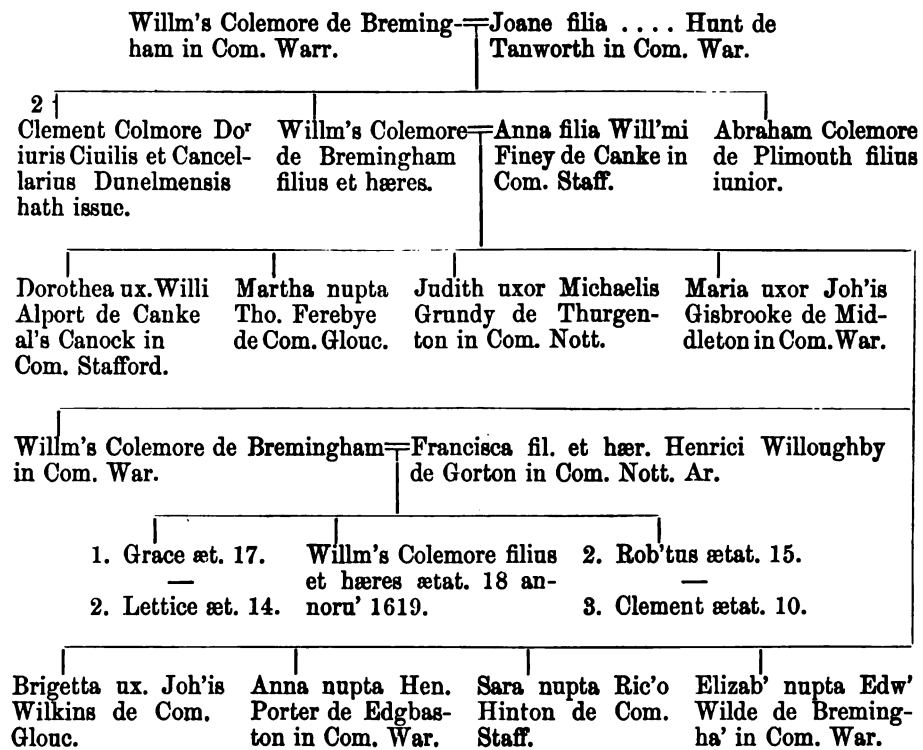 Willm's Colemore de Breming-
ham in Com. Warr.
Joane filia . . . . Hunt de
Tanworth in Com. War.
2
Clement Colmore Doʳ
iuris Ciuilis et Cancel-
larius Dunelmensis
hath issue.
Willm's Colemore
de Bremingham
filius et hæres.
Anna filia Will'mi
Finey de Canke in
Com. Staff.
Abraham Colemore
de Plimouth filius
iunior.
Dorothea ux. Willi
Alport de Canke
al's Canock in
Com. Stafford.
Martha nupta
Tho. Ferebye
de Com. Glouc.
Judith uxor Michaelis
Grundy de Thurgen-
ton in Com. Nott.
Maria uxor Joh'is
Gisbrooke de Mid-
dleton in Com. War.
Willm's Colemore de Bremingham
in Com. War.
Francisca fil. et hær. Henrici Willoughby
de Gorton in Com. Nott. Ar.
1. Grace æt. 17.
—
2. Lettice æt. 14.
Willm's Colemore filius
et hæres ætat. 18 an-
noru' 1619.
2. Rob'tus ætat. 15.
—
3. Clement ætat. 10.
Brigetta ux. Joh'is
Wilkins de Com.
Glouc.
Anna nupta Hen.
Porter de Edgbas-
ton in Com. War.
Sara nupta Ric'o
Hinton de Com.
Staff.
Elizab' nupta Edw'
Wilde de Breming-
ha' in Com. War.